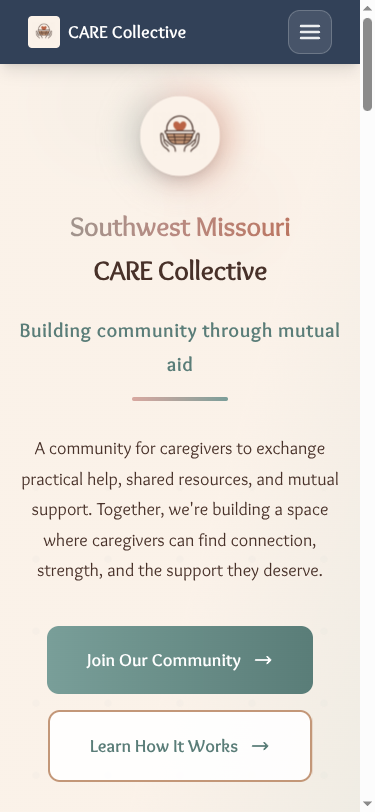 CARE Collective
Southwest Missouri
CARE Collective
Building community through mutual
aid
A community for caregivers to exchange
practical help, shared resources, and mutual
support. Together, we're building a space
where caregivers can find connection,
strength, and the support they deserve.
Join Our Community →
Learn How It Works →